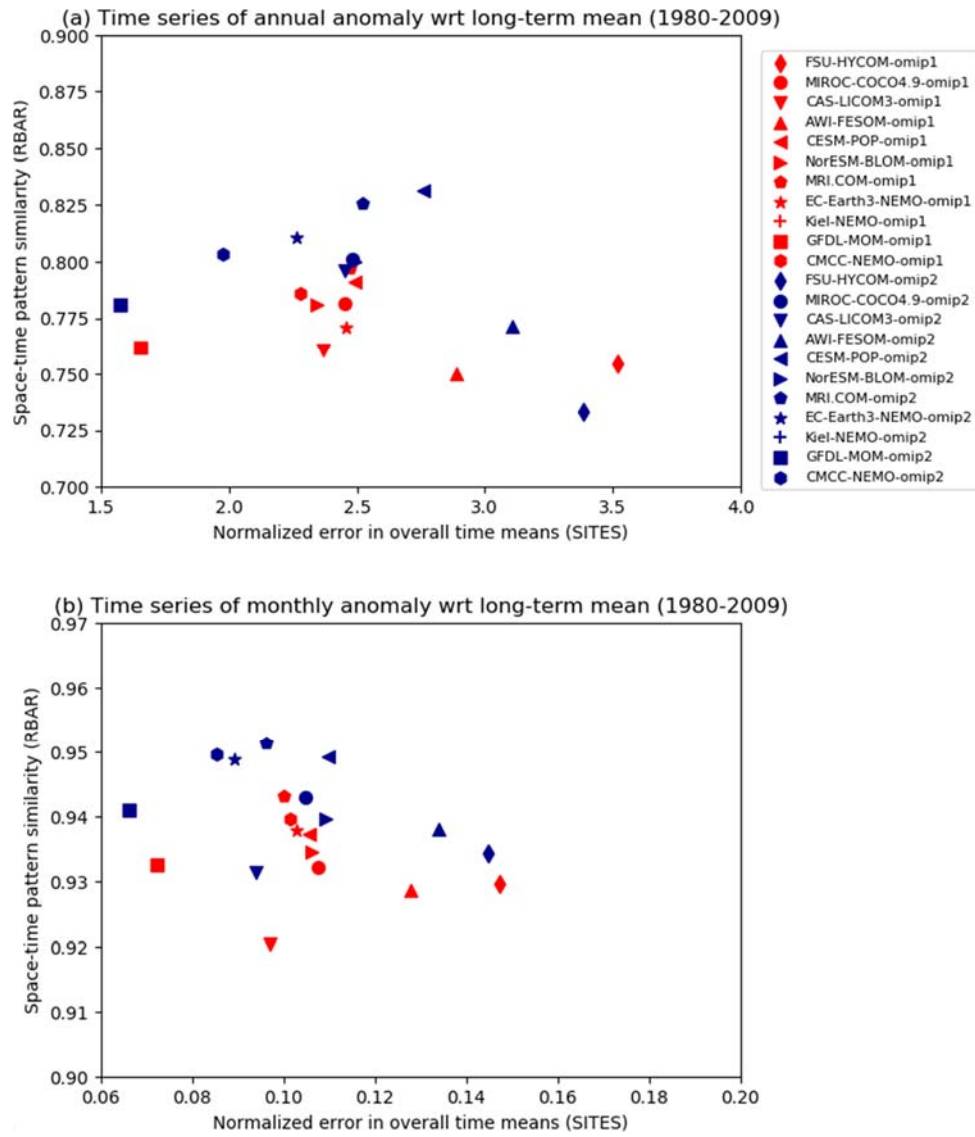 (a) Time series of annual anomaly wrt long-term mean (1980-2009)
0.900
0.875
0.850
0.825
0.800
0.775
0.750
0.725
0.700
Space-time pattern similarity (RBAR)
1.5 2.0 2.5 3.0 3.5 4.0
Normalized error in overall time means (SITES)
FSU-HYCOM-omip1
MIROC-COCO4.9-omip1
CAS-LICOM3-omip1
AWI-FESOM-omip1
CESM-POP-omip1
NorESM-BLOM-omip1
MRI.COM-omip1
EC-Earth3-NEMO-omip1
Kiel-NEMO-omip1
GFDL-MOM-omip1
CMCC-NEMO-omip1
FSU-HYCOM-omip2
MIROC-COCO4.9-omip2
CAS-LICOM3-omip2
AWI-FESOM-omip2
CESM-POP-omip2
NorESM-BLOM-omip2
MRI.COM-omip2
EC-Earth3-NEMO-omip2
Kiel-NEMO-omip2
GFDL-MOM-omip2
CMCC-NEMO-omip2
(b) Time series of monthly anomaly wrt long-term mean (1980-2009)
0.97
0.96
0.95
0.94
0.93
0.92
0.91
0.90
Space-time pattern similarity (RBAR)
0.06 0.08 0.10 0.12 0.14 0.16 0.18 0.20
Normalized error in overall time means (SITES)